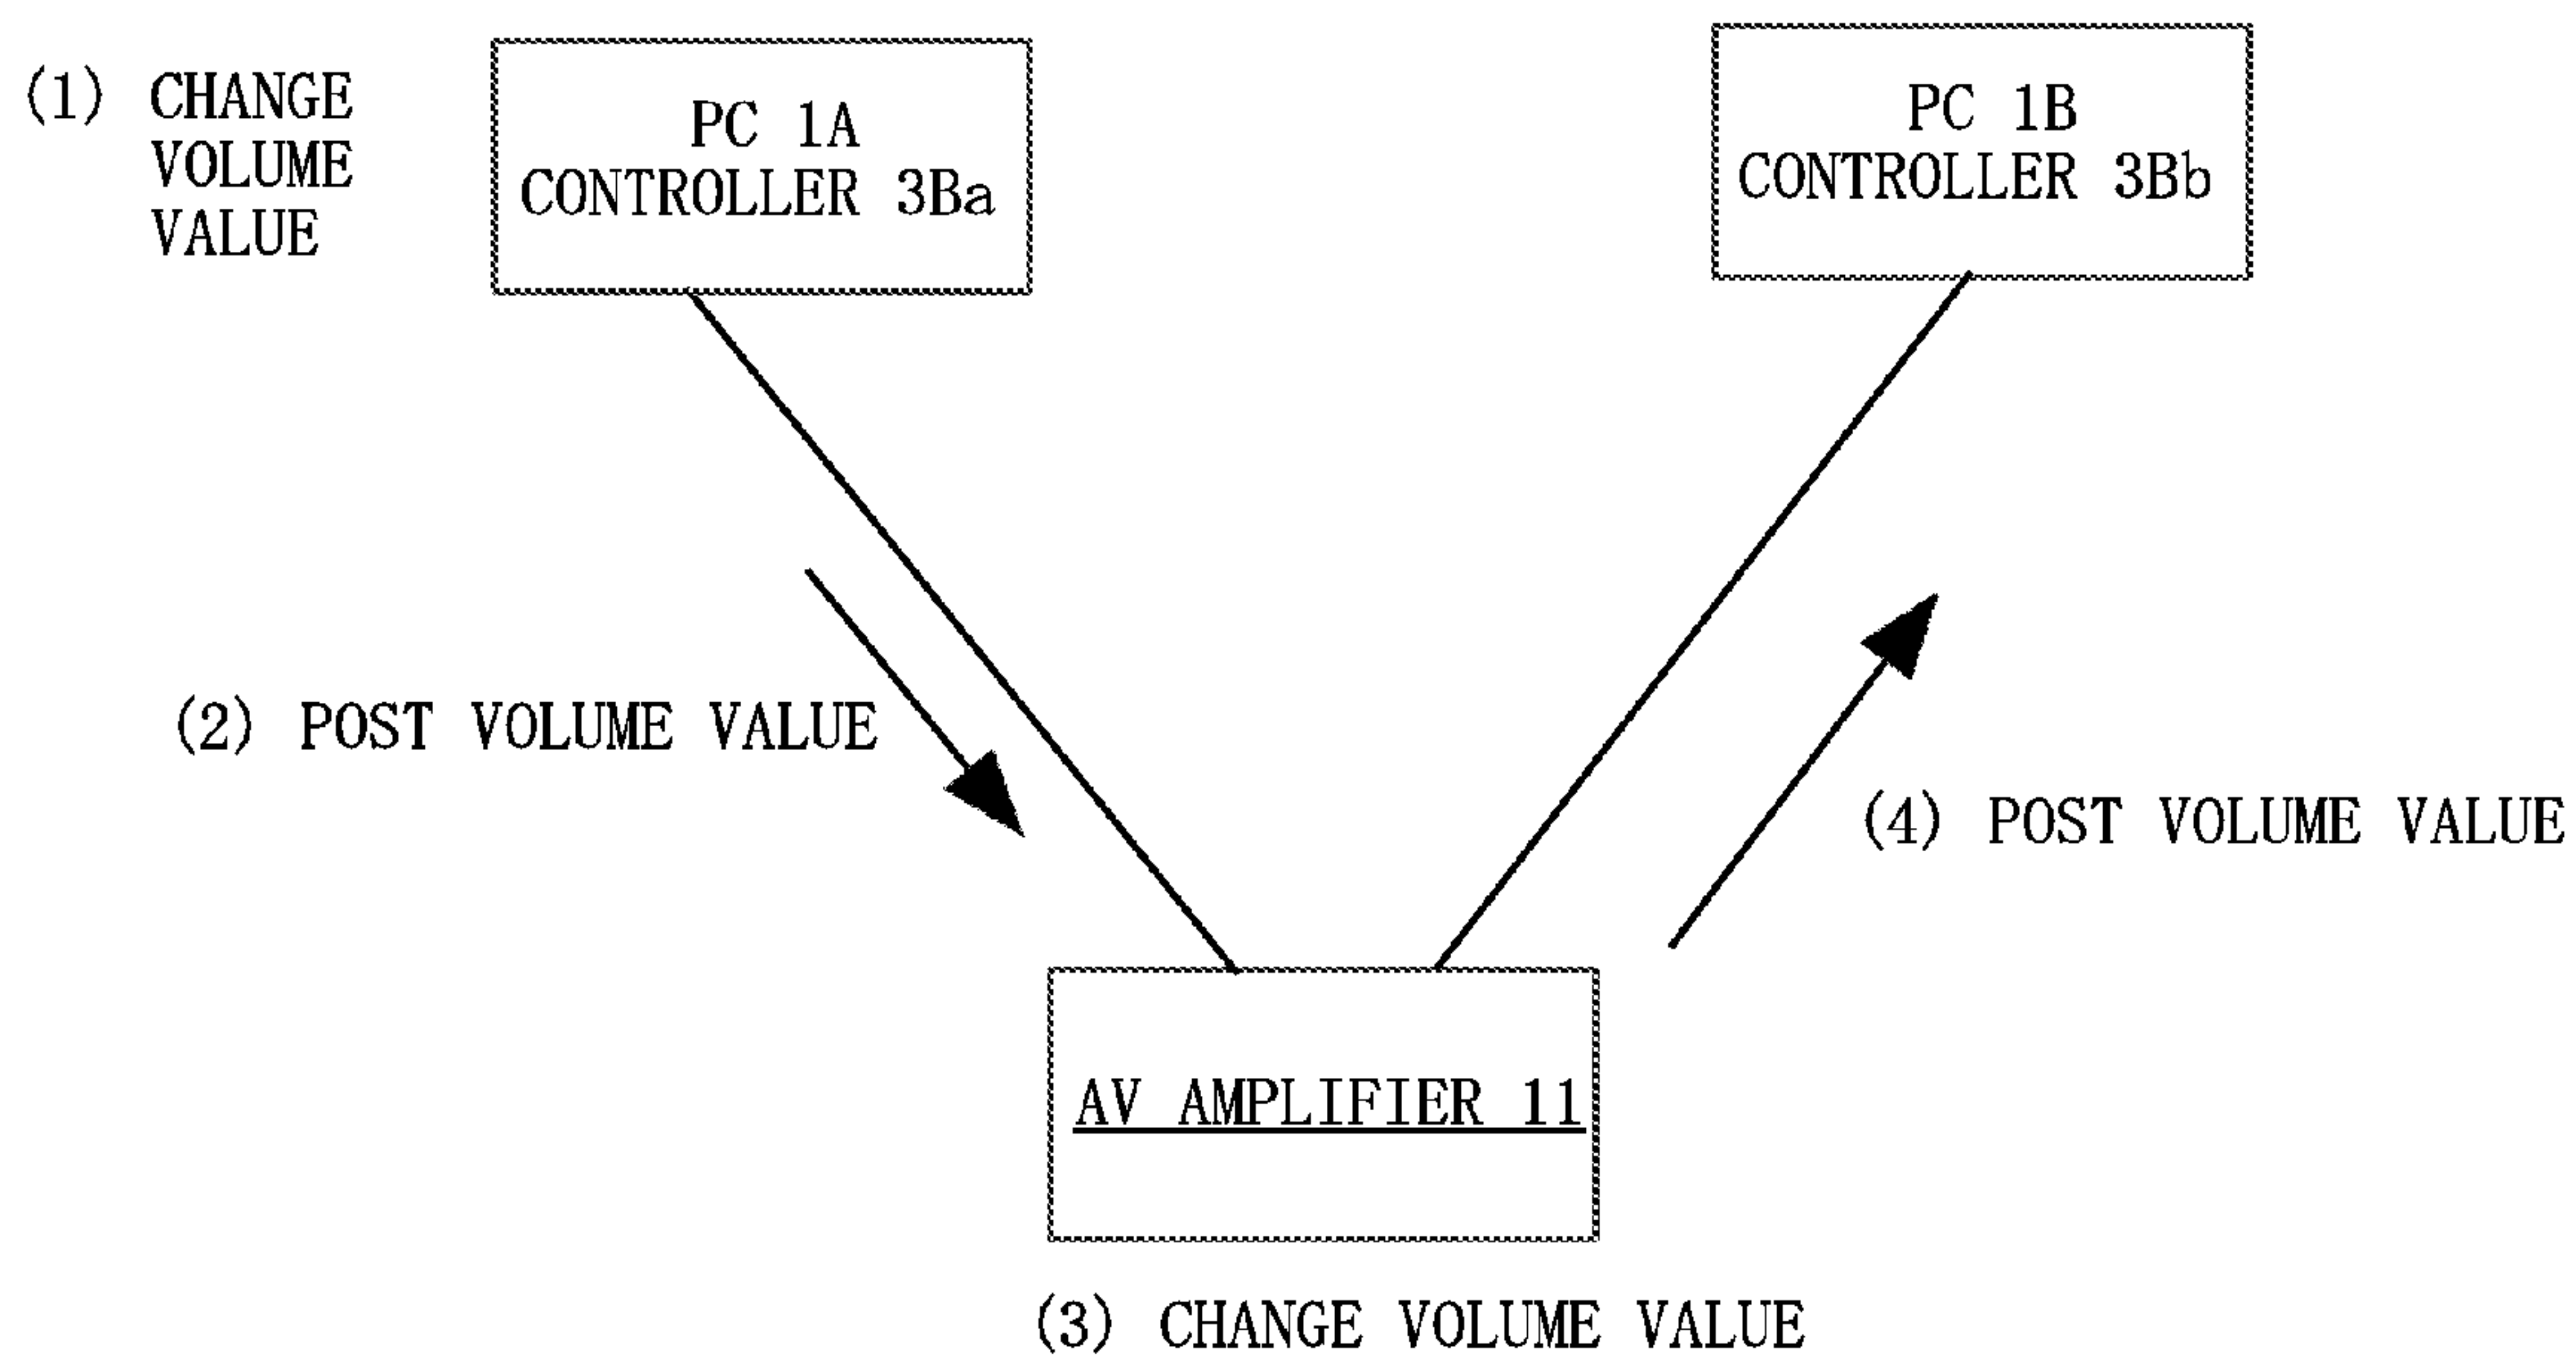 (1) CHANGE
VOLUME
VALUE
PC 1A
CONTROLLER 3Ba
PC 1B
CONTROLLER 3Bb
(2) POST VOLUME VALUE
(4) POST VOLUME VALUE
AV AMPLIFIER 11
(3) CHANGE VOLUME VALUE